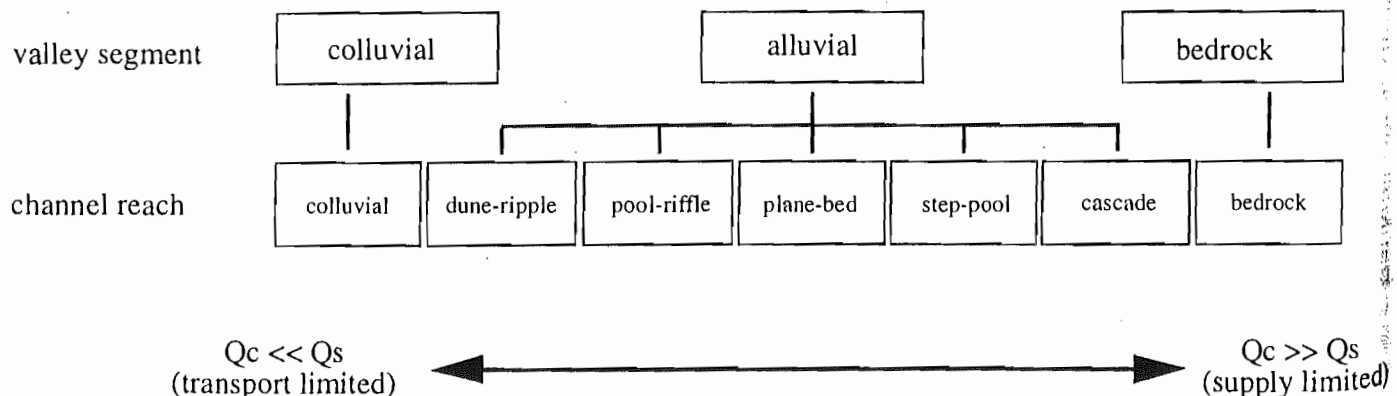 valley segment
colluvial
alluvial
bedrock
channel reach
colluvial
dune-ripple
pool-riffle
plane-bed
step-pool
cascade
bedrock
Qc << Qs
(transport limited)
Qc >> Qs
(supply limited)